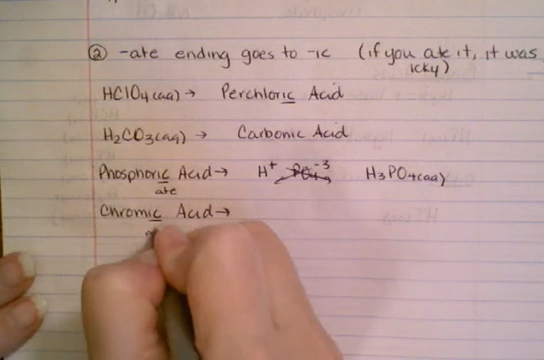 ② -ate ending goes to -ic (if you ate it, it was icky)
HClO4(aq) → Perchloric Acid
H2CO3(aq) → Carbonic Acid
Phosphoric Acid → H+ PO4-3 H3PO4(aq)
ate
Chromic Acid →